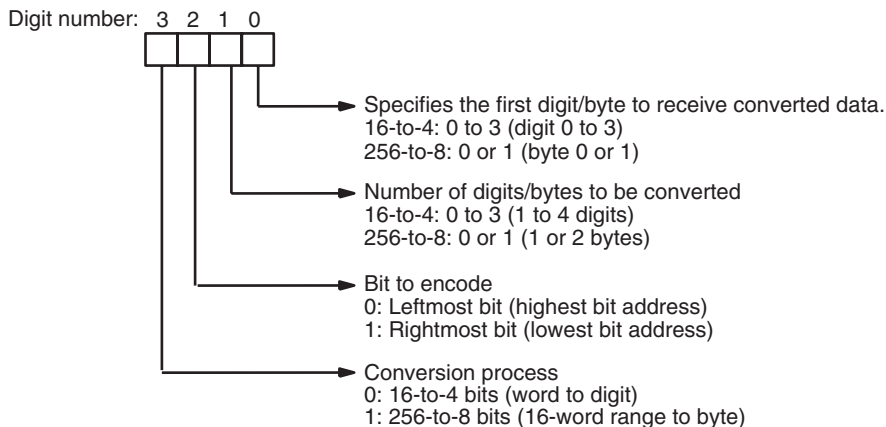 Digit number: 3 2 1 0
Specifies the first digit/byte to receive converted data.
16-to-4: 0 to 3 (digit 0 to 3)
256-to-8: 0 or 1 (byte 0 or 1)
Number of digits/bytes to be converted
16-to-4: 0 to 3 (1 to 4 digits)
256-to-8: 0 or 1 (1 or 2 bytes)
Bit to encode
0: Leftmost bit (highest bit address)
1: Rightmost bit (lowest bit address)
Conversion process
0: 16-to-4 bits (word to digit)
1: 256-to-8 bits (16-word range to byte)